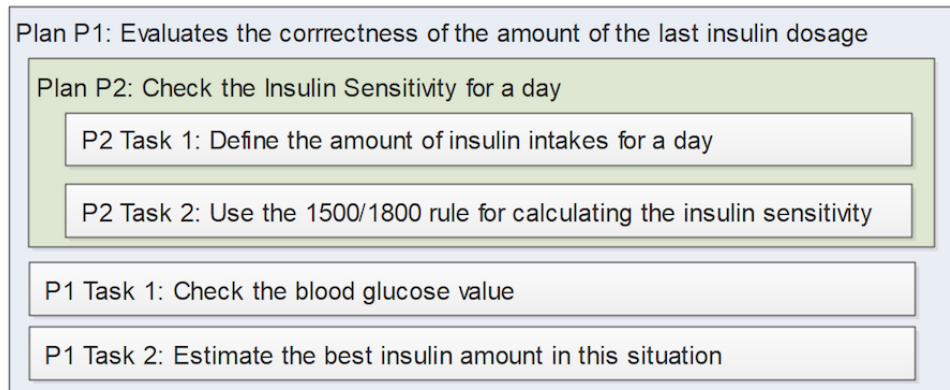 Plan P1: Evaluates the corrrectness of the amount of the last insulin dosage
Plan P2: Check the Insulin Sensitivity for a day
P2 Task 1: Define the amount of insulin intakes for a day
P2 Task 2: Use the 1500/1800 rule for calculating the insulin sensitivity
P1 Task 1: Check the blood glucose value
P1 Task 2: Estimate the best insulin amount in this situation